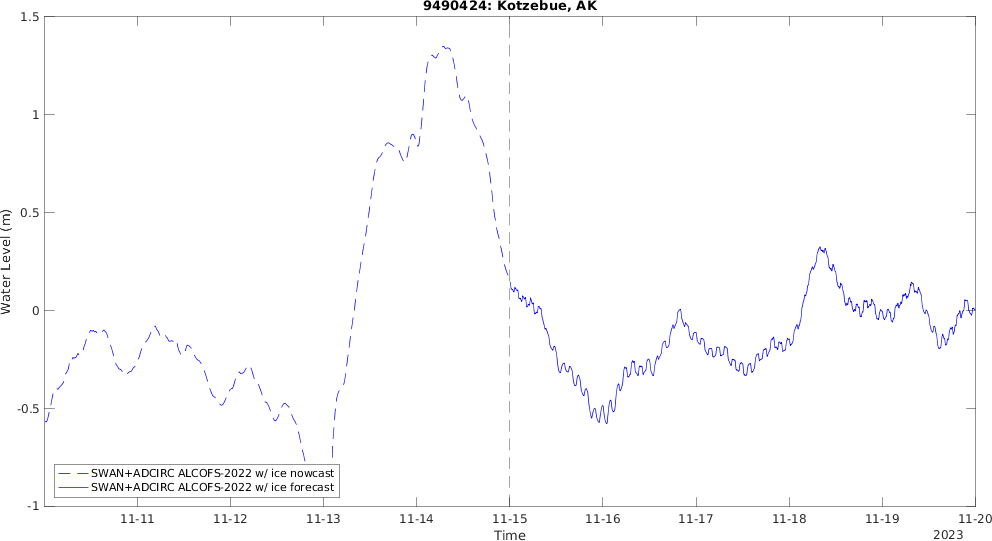 9490424: Kotzebue, AK
1.5
1
0.5
0
-0.5
-1
Water Level (m)
SWAN+ADCIRC ALCOFS-2022 w/ ice nowcast
SWAN+ADCIRC ALCOFS-2022 w/ ice forecast
11-11 11-12 11-13 11-14 11-15 11-16 11-17 11-18 11-19 11-20
Time
2023